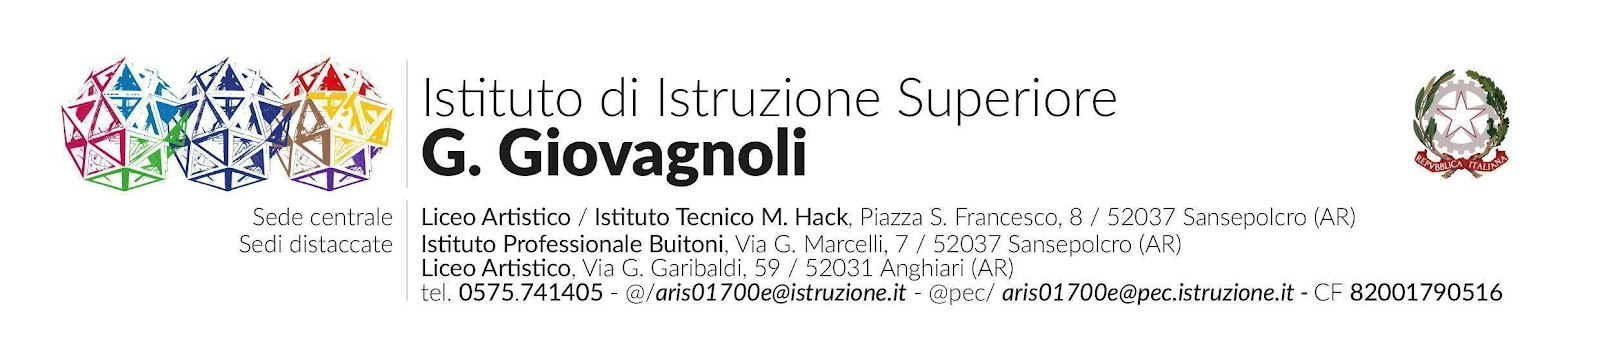 Istituto di Istruzione Superiore
G. Giovagnoli
REPVBBLICA ITALIANA
Sede centrale Liceo Artistico / Istituto Tecnico M. Hack, Piazza S. Francesco, 8 / 52037 Sansepolcro (AR)
Sedi distaccate Istituto Professionale Buitoni, Via G. Marcelli, 7 / 52037 Sansepolcro (AR)
Liceo Artistico, Via G. Garibaldi, 59 / 52031 Anghiari (AR)
tel. 0575.741405 - @/aris01700e@istruzione.it - @pec/ aris01700e@pec.istruzione.it - CF 82001790516